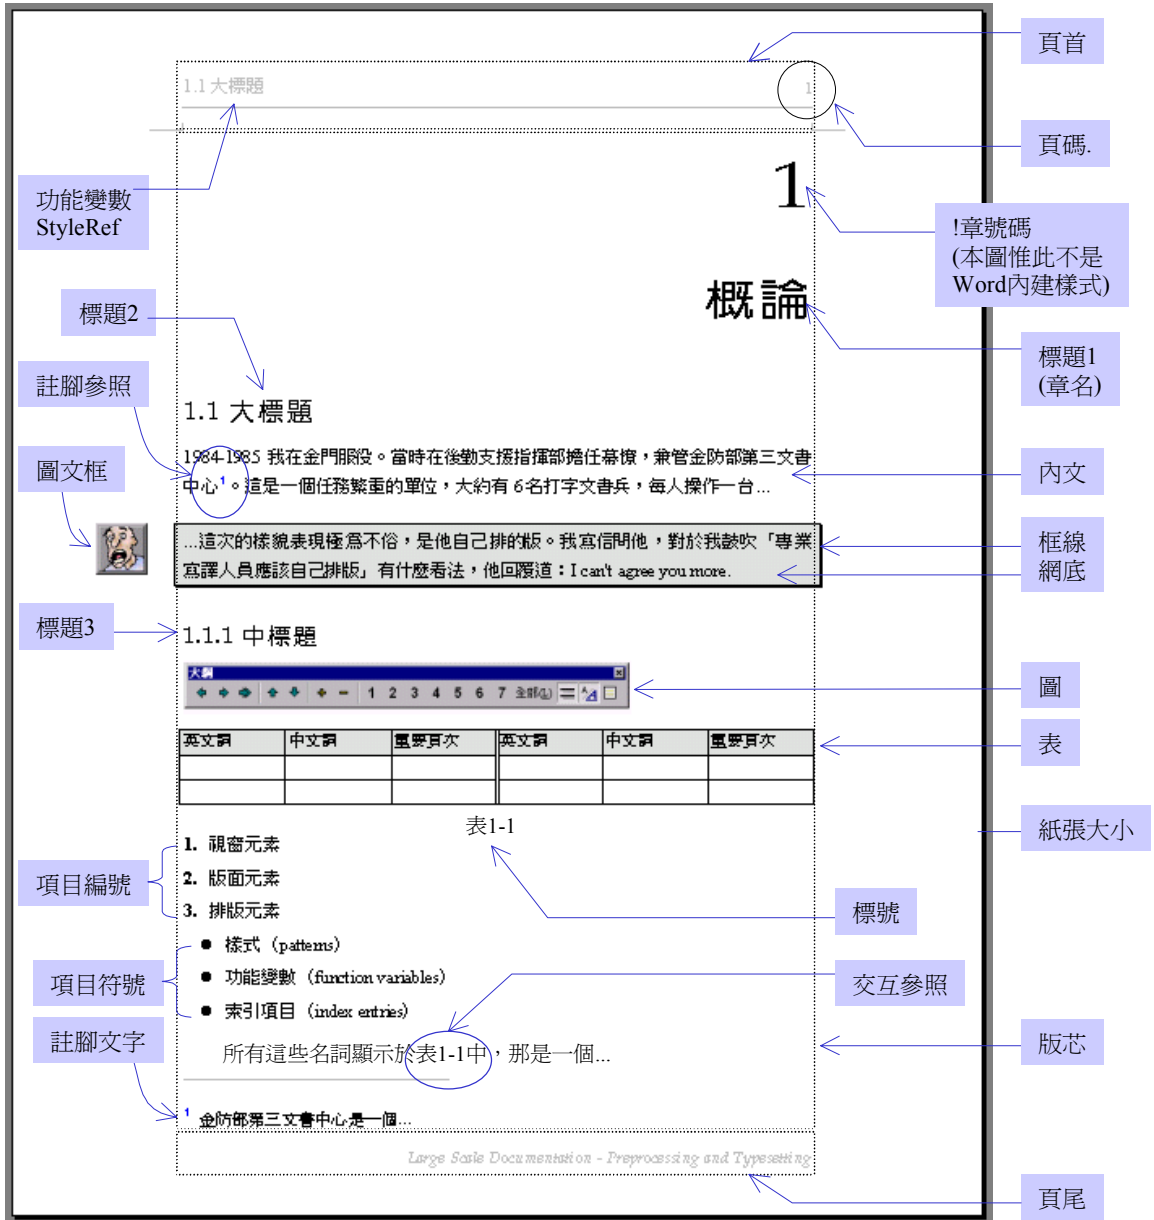 頁首
1.1 大標題
1
頁碼.
功能變數
StyleRef
1
!章號碼
(本圖惟此不是
Word內建樣式)
概論
標題2
標題1
(章名)
註腳參照
1.1 大標題
1984-1985 我在金門服役。當時在後勤支援指揮部擔任幕僚，兼管金防部第三文書
中心1。這是一個任務繁重的單位，大約有 6名打字文書兵，每人操作一台...
圖文框
內文
...這次的樣貌表現極為不俗，是他自己排的版。我寫信問他，對於我鼓吹「專業
寫譯人員應該自己排版」有什麼看法，他回覆道：I can't agree you more.
框線
網底
標題3
1.1.1 中標題
大綱
1 2 3 4 5 6 7 全部(L)
圖
英文詞 中文詞 重要頁次 英文詞 中文詞 重要頁次
表
表1-1
紙張大小
1. 視窗元素
2. 版面元素
3. 排版元素
項目編號
標號
● 樣式（patterns）
● 功能變數（function variables）
● 索引項目（index entries）
項目符號
交互參照
註腳文字
所有這些名詞顯示於表1-1中，那是一個...
版芯
1 金防部第三文書中心是一個...
Large Scale Documentation - Preprocessing and Typesetting
頁尾